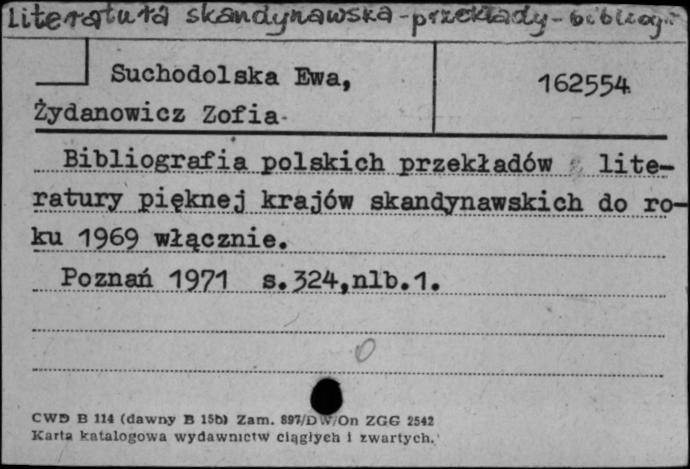 Literatura skandynawska-przekłady-bibliogr.
Suchodolska Ewa,
162554
Żydanowicz Zofia
Bibliografia polskich przekładów z lite-
ratury pięknej krajów skandynawskich do ro-
ku 1969 włącznie.
Poznań 1971 s.324,nlb.1.
0
CWD B 114 (dawny B 15b) Zam. 897/DW/On ZGG 2542
Karta katalogowa wydawnictw ciągłych i zwartych.